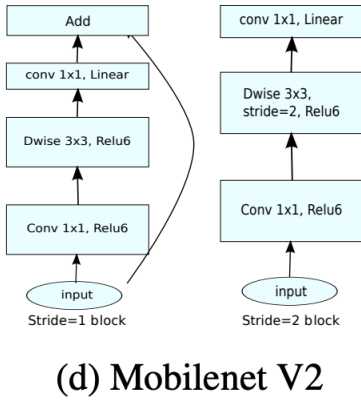 Add
conv 1x1, Linear
Dwise 3x3, Relu6
Conv 1x1, Relu6
input
Stride=1 block
conv 1x1, Linear
Dwise 3x3,
stride=2, Relu6
Conv 1x1, Relu6
input
Stride=2 block
(d) Mobilenet V2